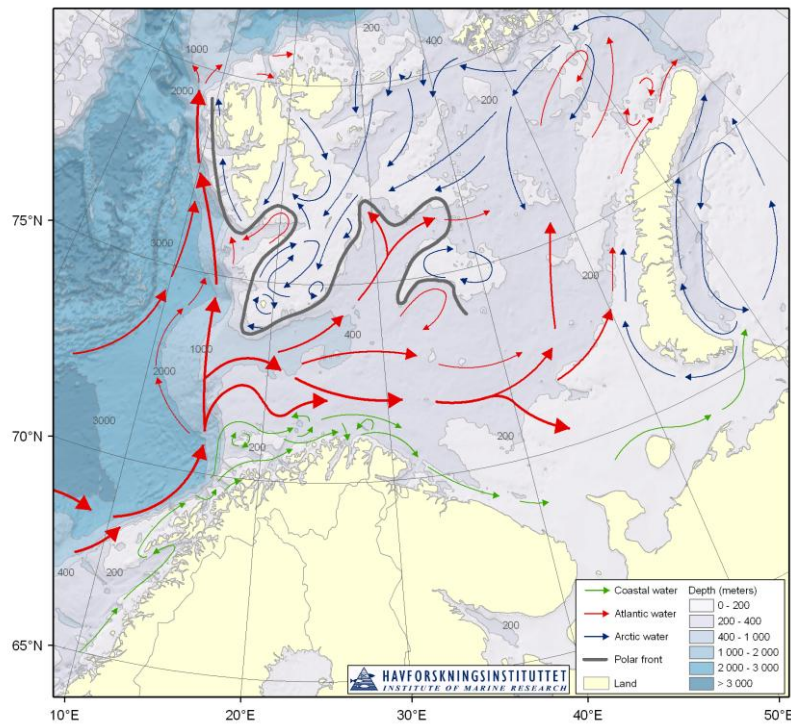 200
400
1000
200
2000
200
75°N
3000
200
3000
400
1000
2000
3000
200
70°N
200
400
200
200
65°N
Coastal water
Atlantic water
Arctic water
Polar front
Land
Depth (meters)
0 - 200
200 - 400
400 - 1 000
1 000 - 2 000
2 000 - 3 000
> 3 000
HAVFORSKNINGSINSTITUTTET
INSTITUTE OF MARINE RESEARCH
10°E
20°E
30°E
40°E
50°E